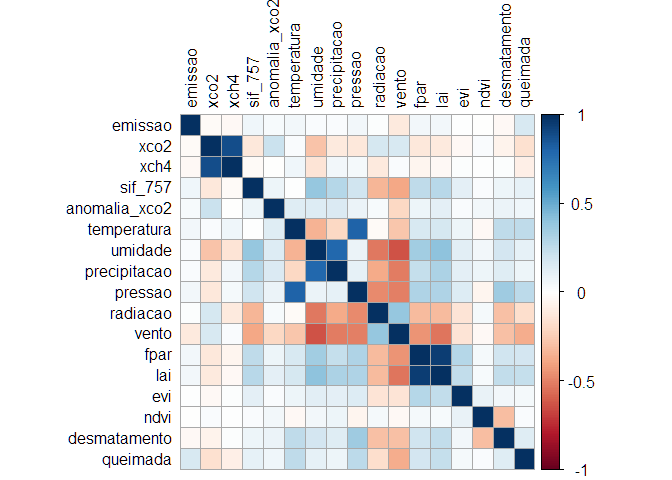 emissao
xco2
xch4
sif_757
anomalia_xco2
temperatura
umidade
precipitacao
pressao
radiacao
vento
fpar
lai
evi
ndvi
desmatamento
queimada
emissao
xco2
xch4
sif_757
anomalia_xco2
temperatura
umidade
precipitacao
pressao
radiacao
vento
fpar
lai
evi
ndvi
desmatamento
queimada
1
0.5
0
-0.5
-1